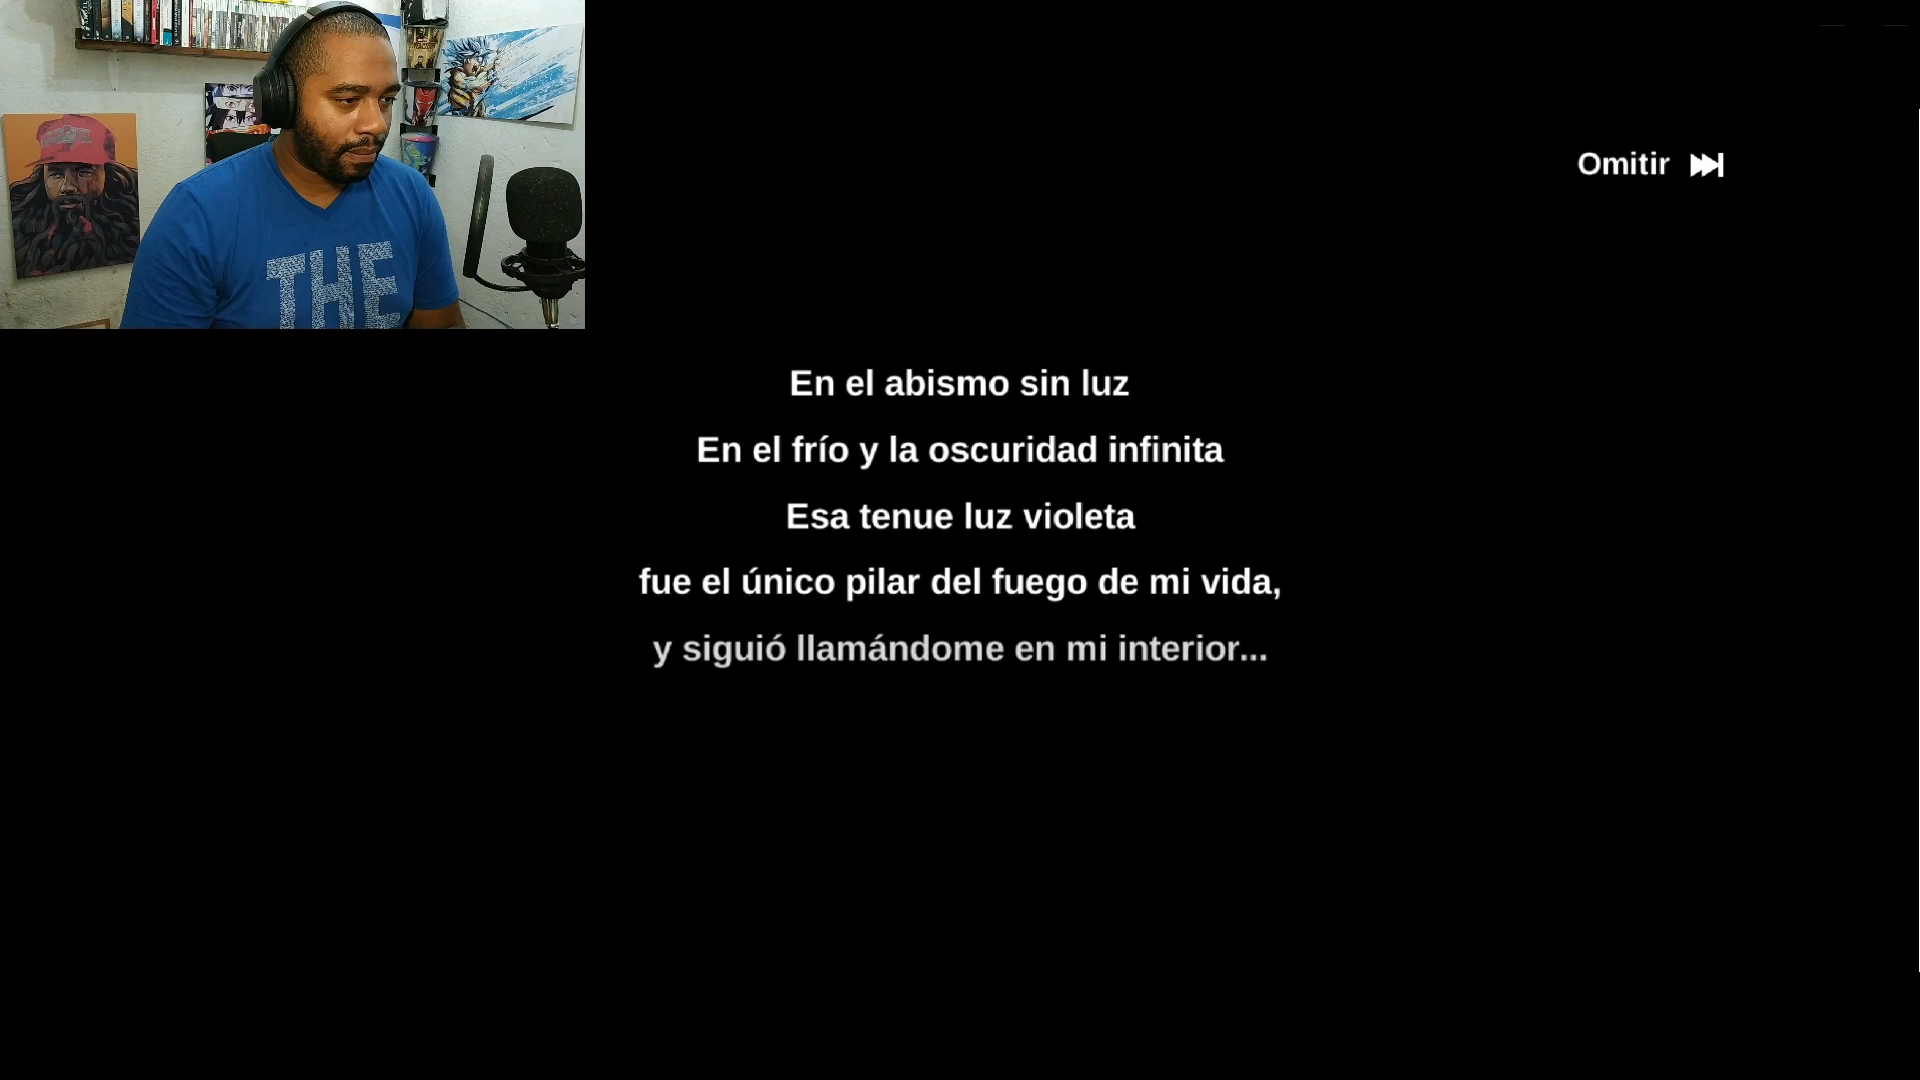 THE
Omitir
En el abismo sin luz
En el frío y la oscuridad infinita
Esa tenue luz violeta
fue el único pilar del fuego de mi vida,
y siguió llamándome en mi interior...